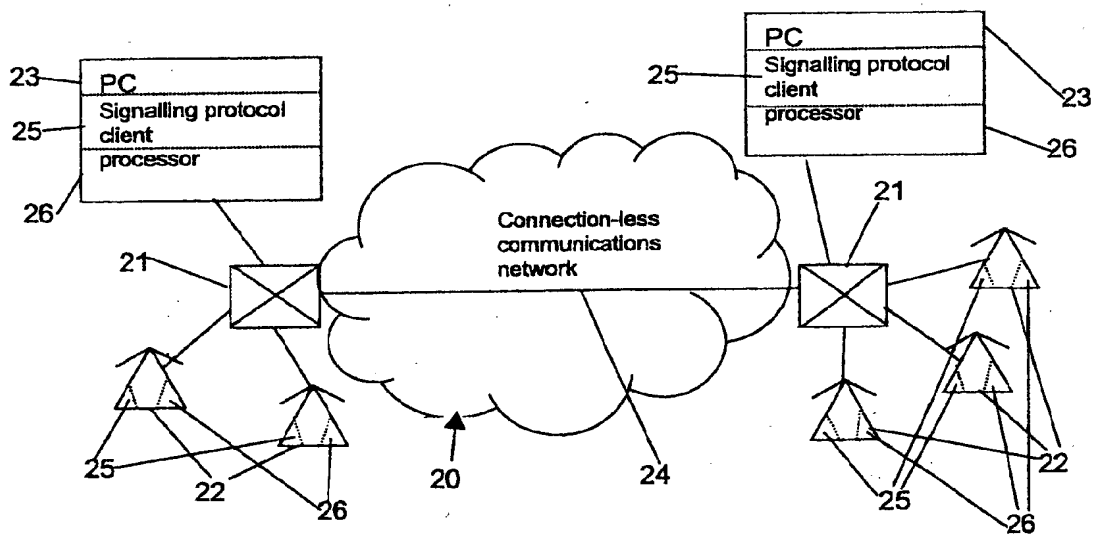 PC
Signalling protocol
client
processor
23
25
26
PC
Signalling protocol
client
processor
25
23
26
21
Connection-less
communications
network
21
25
22
26
20
24
25
22
26